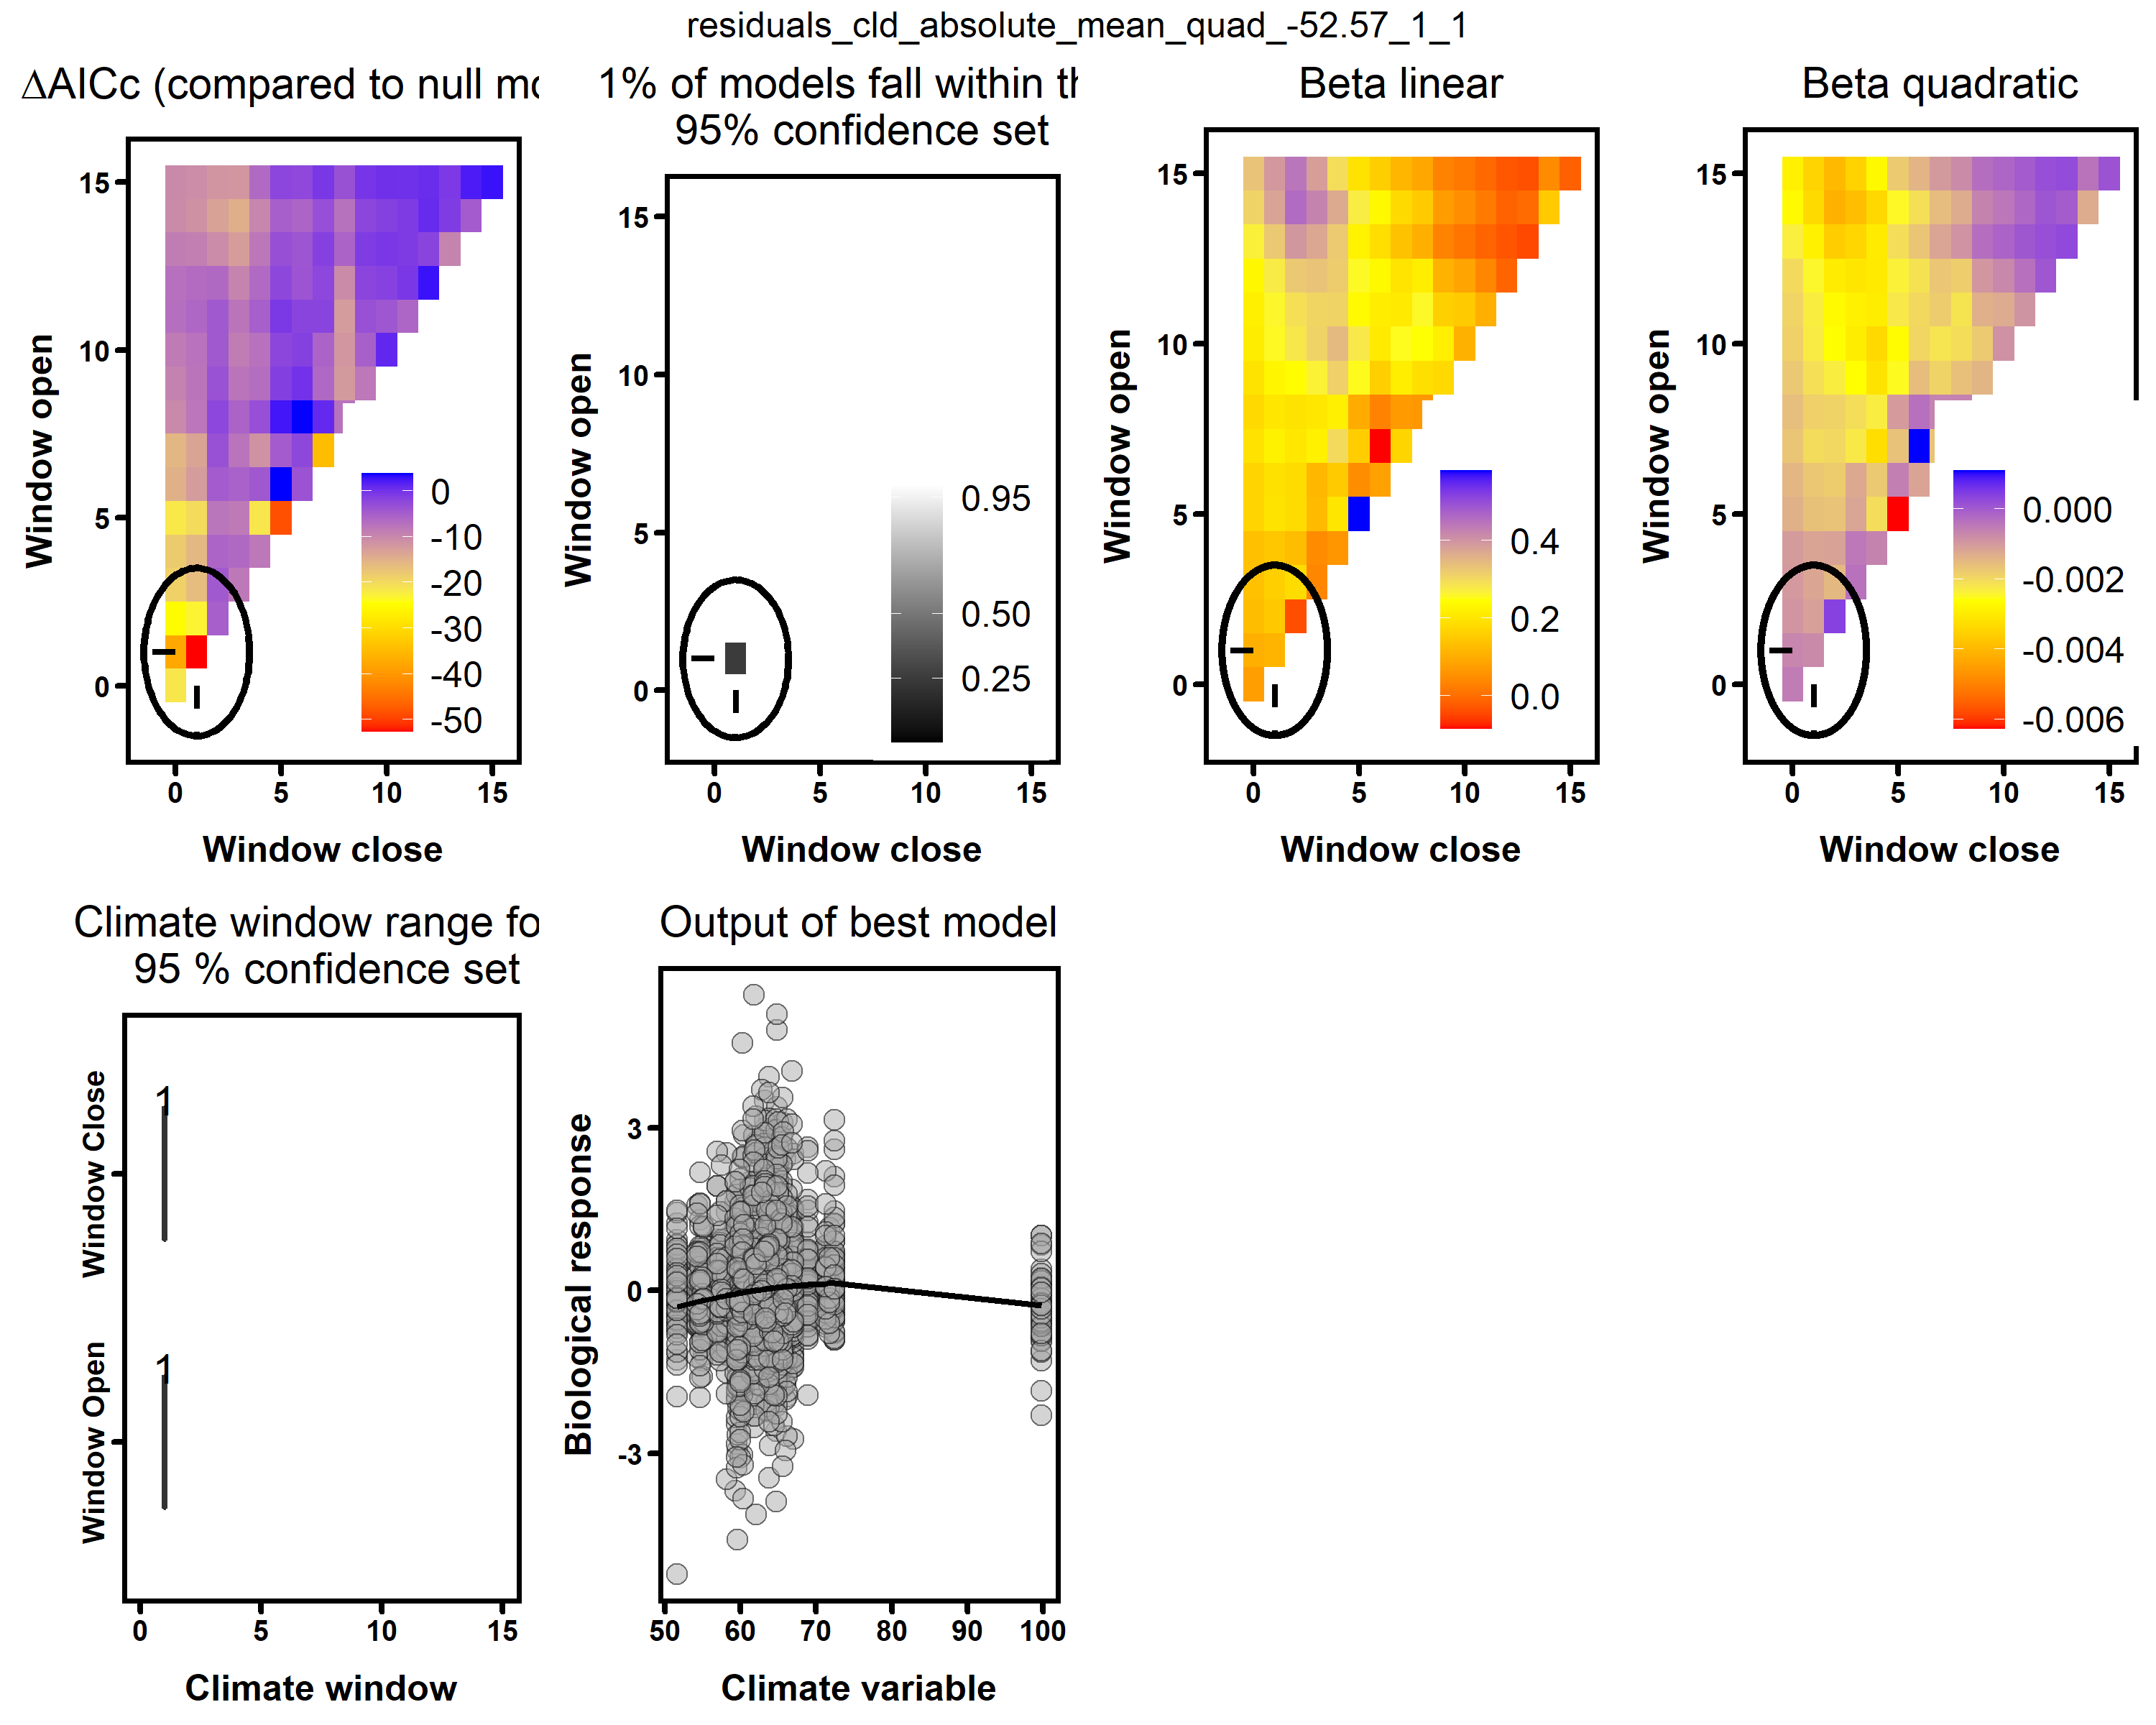 residuals_cld_absolute_mean_quad_-52.57_1_1
ΔAICc (compared to null mo
15
10
5
0
0
-10
-20
-30
-40
-50
0 5 10 15
Window open
Window close
1% of models fall within th
95% confidence set
15
10
5
0
0.95
0.50
0.25
0 5 10 15
Window open
Window close
Beta linear
15
10
5
0
0.4
0.2
0.0
0 5 10 15
Window open
Window close
Beta quadratic
15
10
5
0
0.000
-0.002
-0.004
-0.006
0 5 10 15
Window open
Window close
Climate window range fo
95 % confidence set
Window Close
1
Window Open
1
0 5 10 15
Climate window
Output of best model
Biological response
3
0
-3
50 60 70 80 90 100
Climate variable